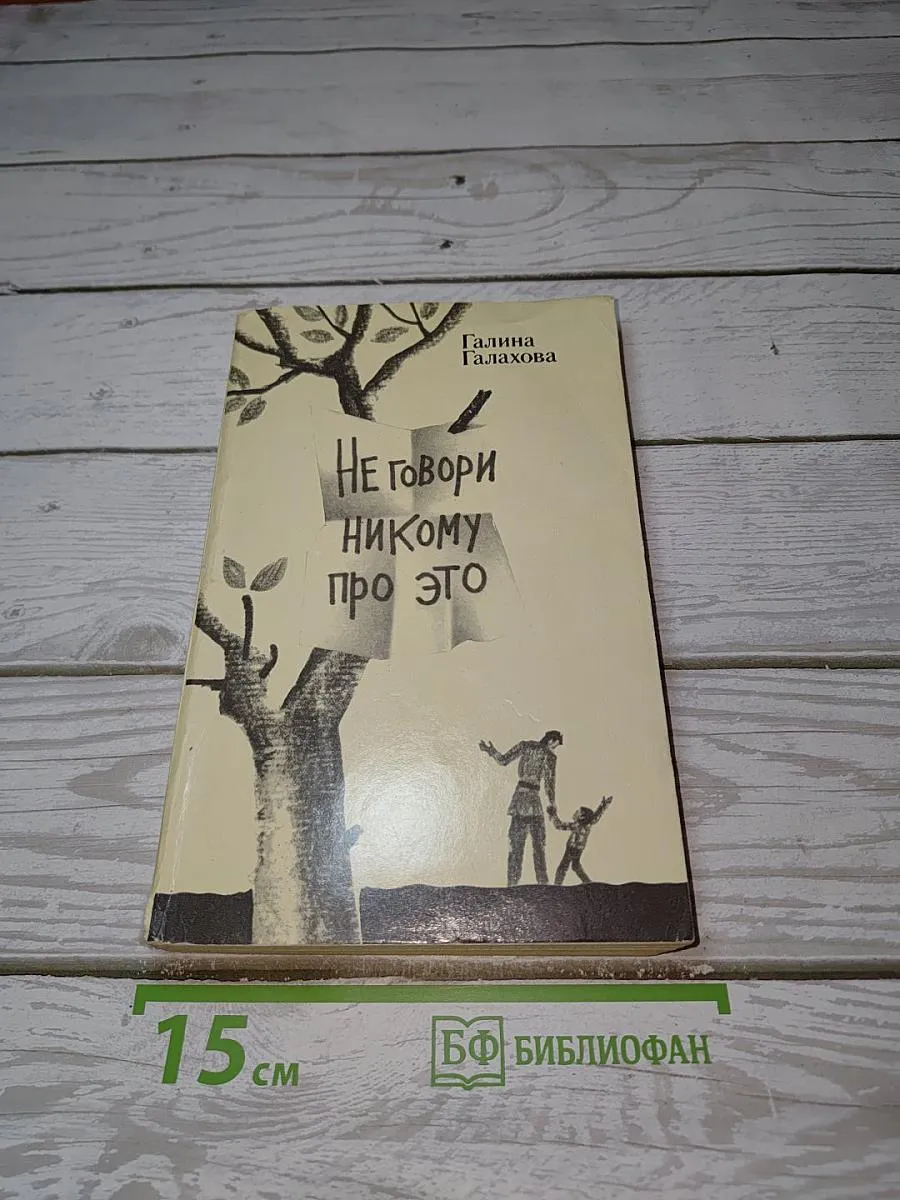 Галина
Галахова
Не говори
никому
про это
15 см
БФ БИБЛИОФАН